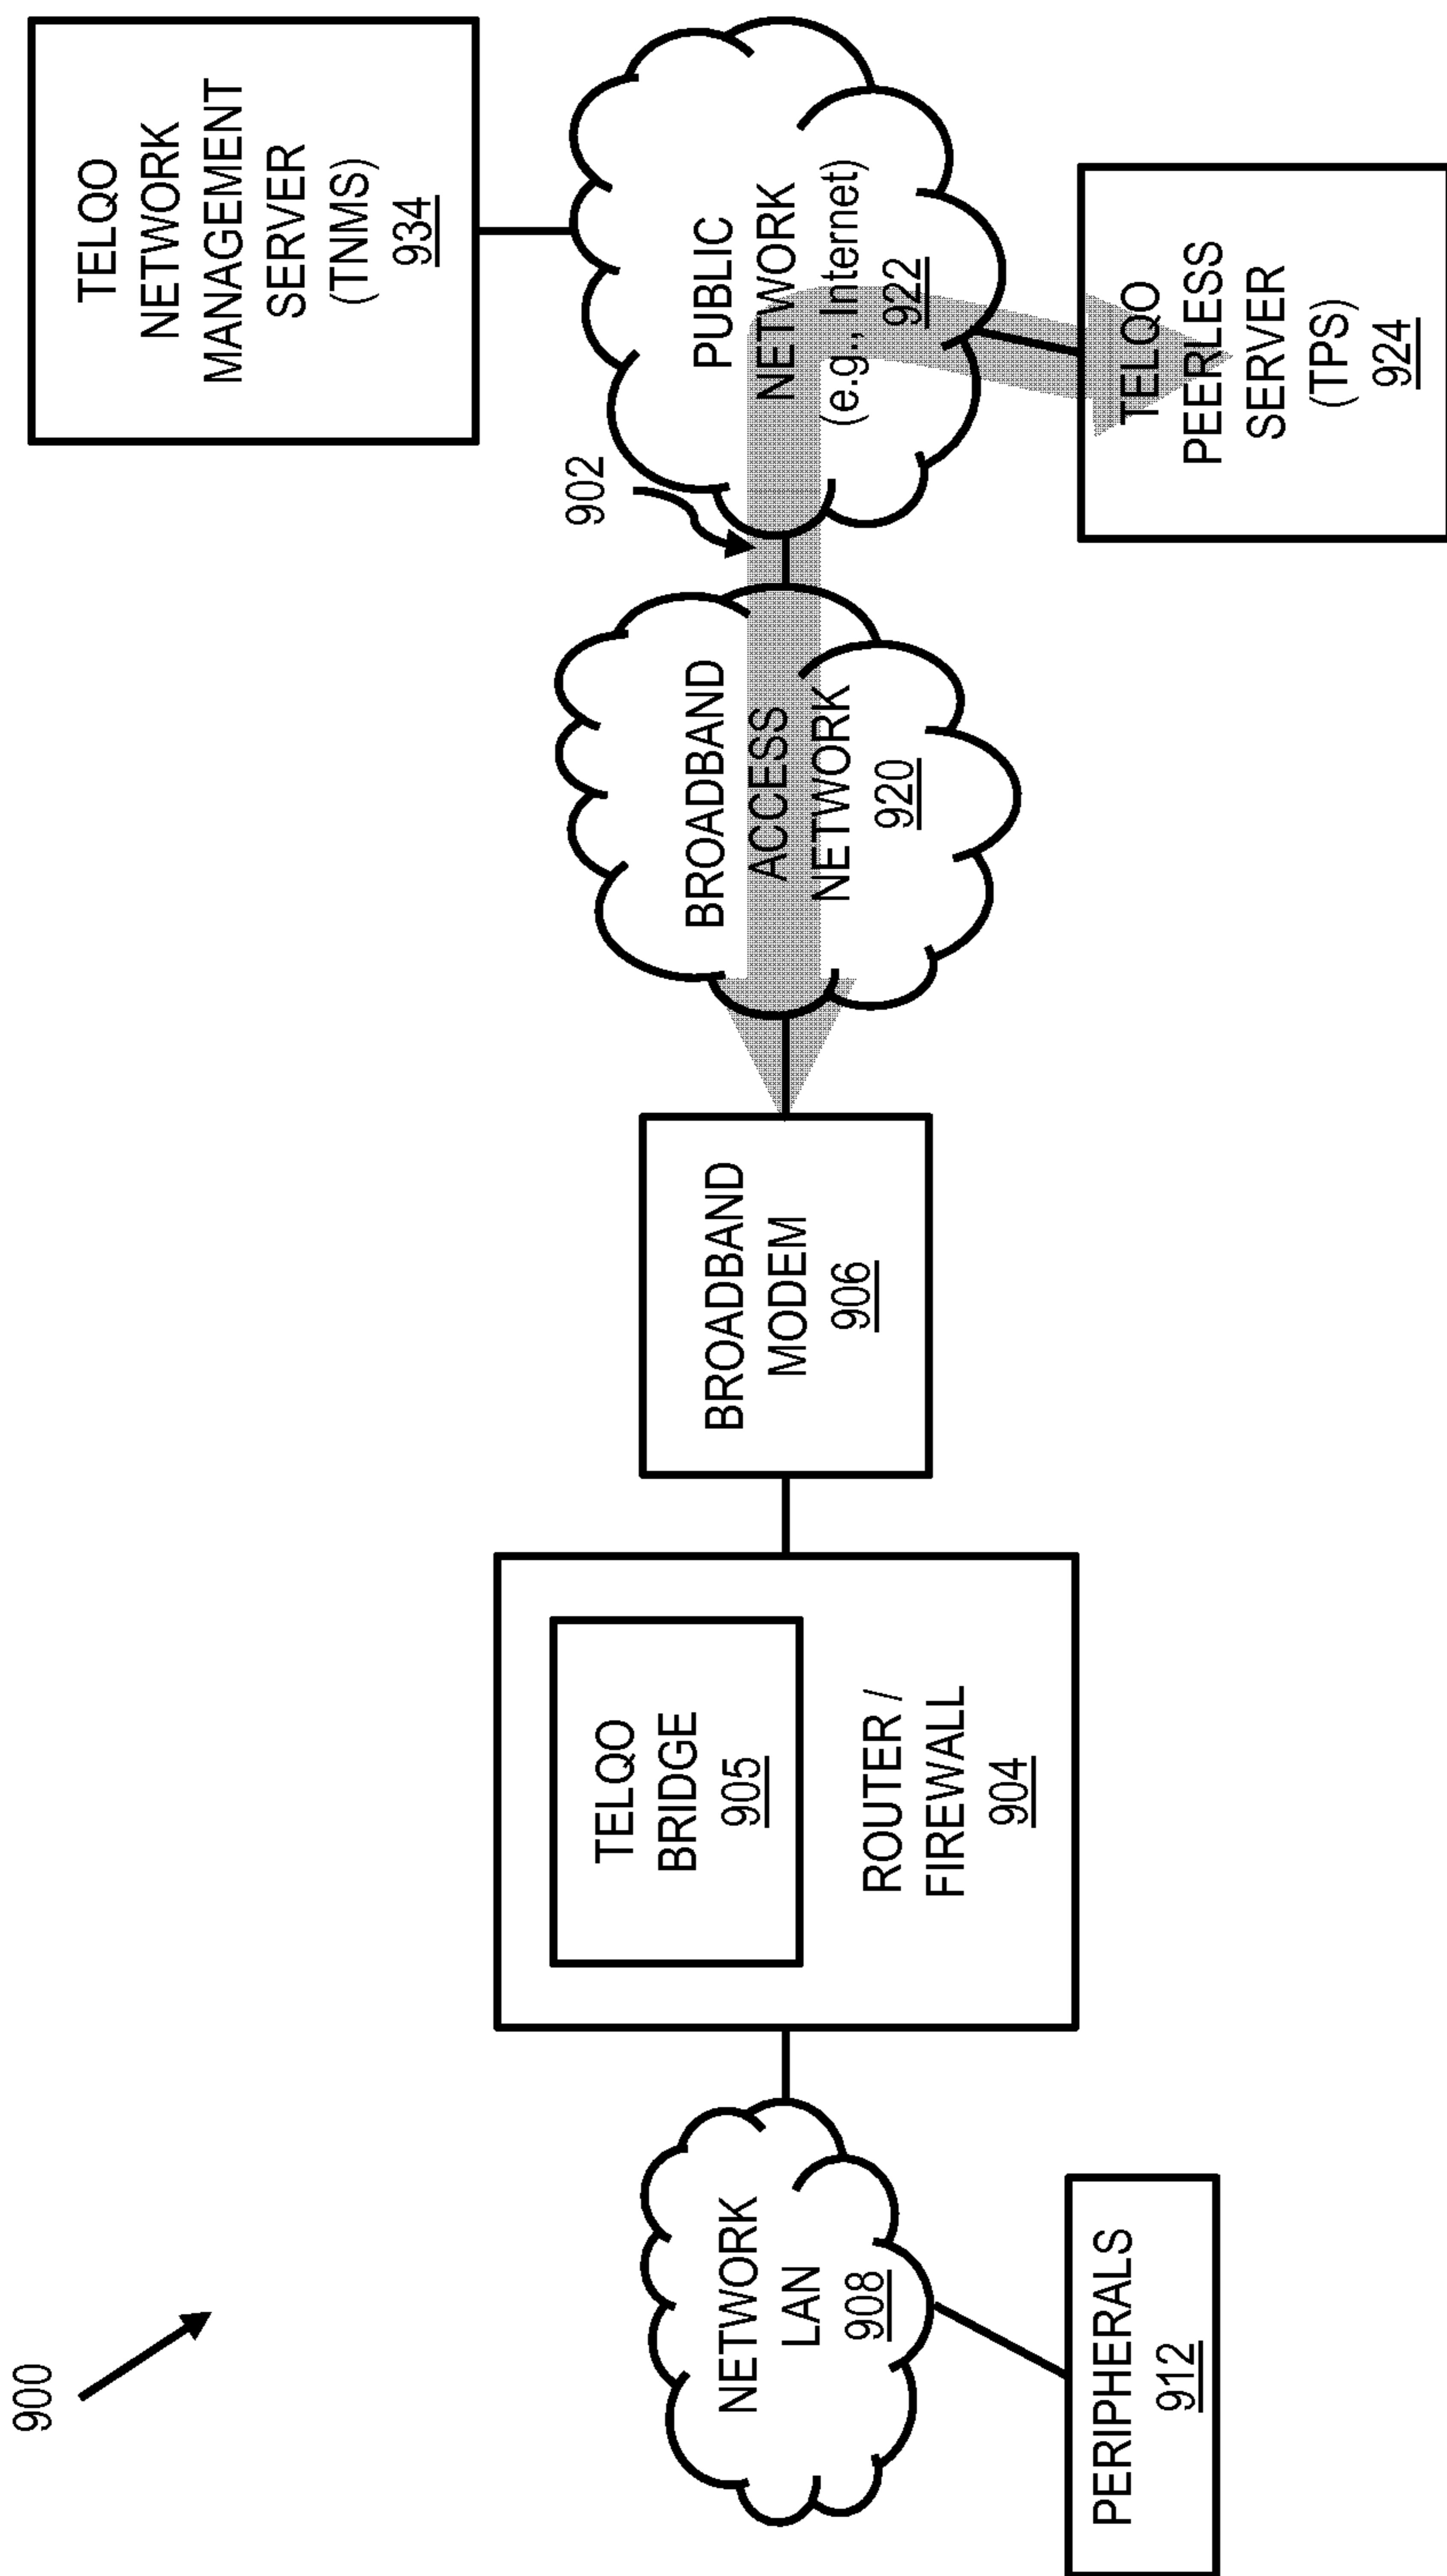 900
NETWORK
LAN
908
PERIPHERALS
912
TELQO
BRIDGE
905
ROUTER /
FIREWALL
904
BROADBAND
MODEM
906
BROADBAND
ACCESS
NETWORK
920
902
PUBLIC
NETWORK
(e.g., Internet)
922
TELQO
NETWORK
MANAGEMENT
SERVER
(TNMS)
934
TELQO
PEERLESS
SERVER
(TPS)
924